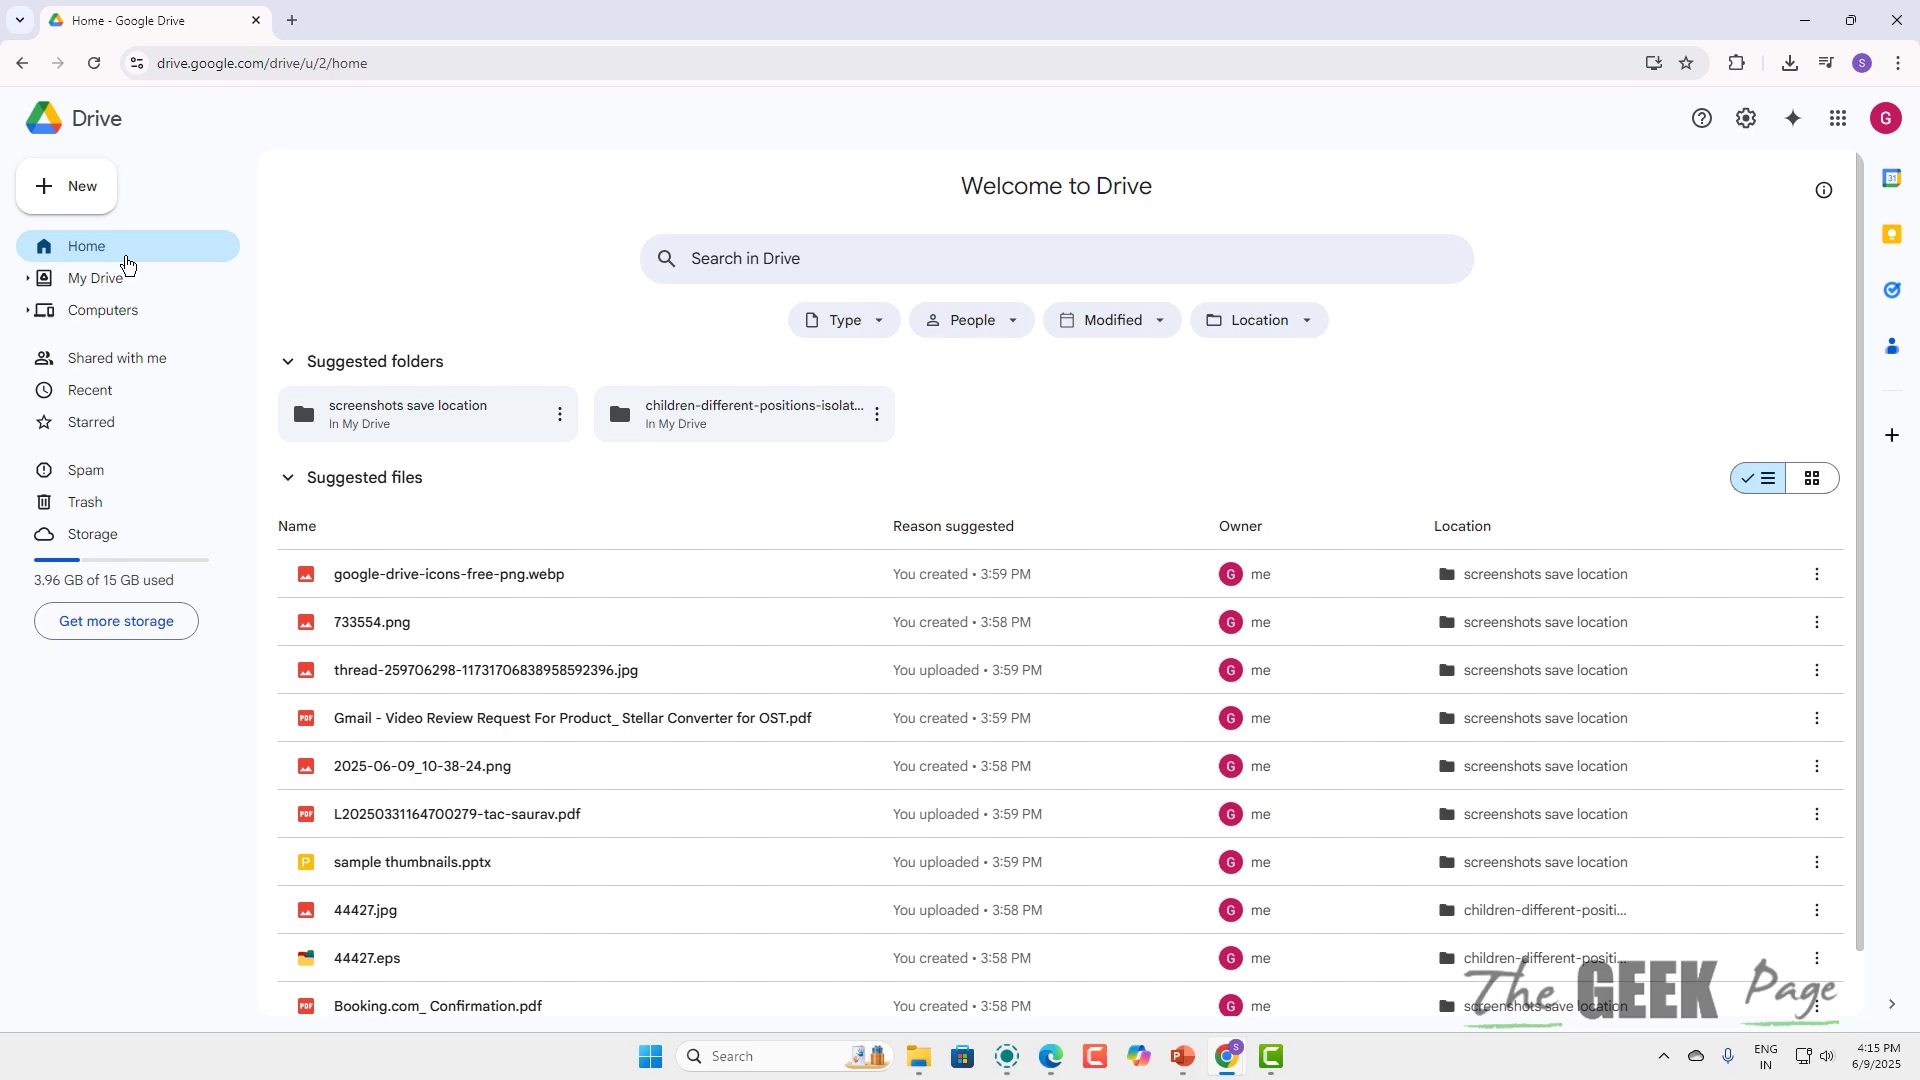 Home - Google Drive
drive.google.com/drive/u/2/home
S
Drive
G
New
Home
My Drive
Computers
Shared with me
Recent
Starred
Spam
Trash
Storage
3.96 GB of 15 GB used
Get more storage
Welcome to Drive
Search in Drive
Type
People
Modified
Location
Suggested folders
screenshots save location
In My Drive
children-different-positions-isolat...
In My Drive
Suggested files
Name Reason suggested Owner Location
google-drive-icons-free-png.webp You created • 3:59 PM G me screenshots save location
733554.png You created • 3:58 PM G me screenshots save location
thread-259706298-11731706838958592396.jpg You uploaded • 3:59 PM G me screenshots save location
PDF Gmail - Video Review Request For Product_ Stellar Converter for OST.pdf You created • 3:59 PM G me screenshots save location
2025-06-09_10-38-24.png You created • 3:58 PM G me screenshots save location
PDF L20250331164700279-tac-saurav.pdf You uploaded • 3:59 PM G me screenshots save location
P sample thumbnails.pptx You uploaded • 3:59 PM G me screenshots save location
44427.jpg You uploaded • 3:58 PM G me children-different-positi...
44427.eps You created • 3:58 PM G me children-different-positi...
PDF Booking.com_ Confirmation.pdf You created • 3:58 PM G me screenshots save location
31
The GEEK Page
Search
S
ENG
IN
4:15 PM
6/9/2025